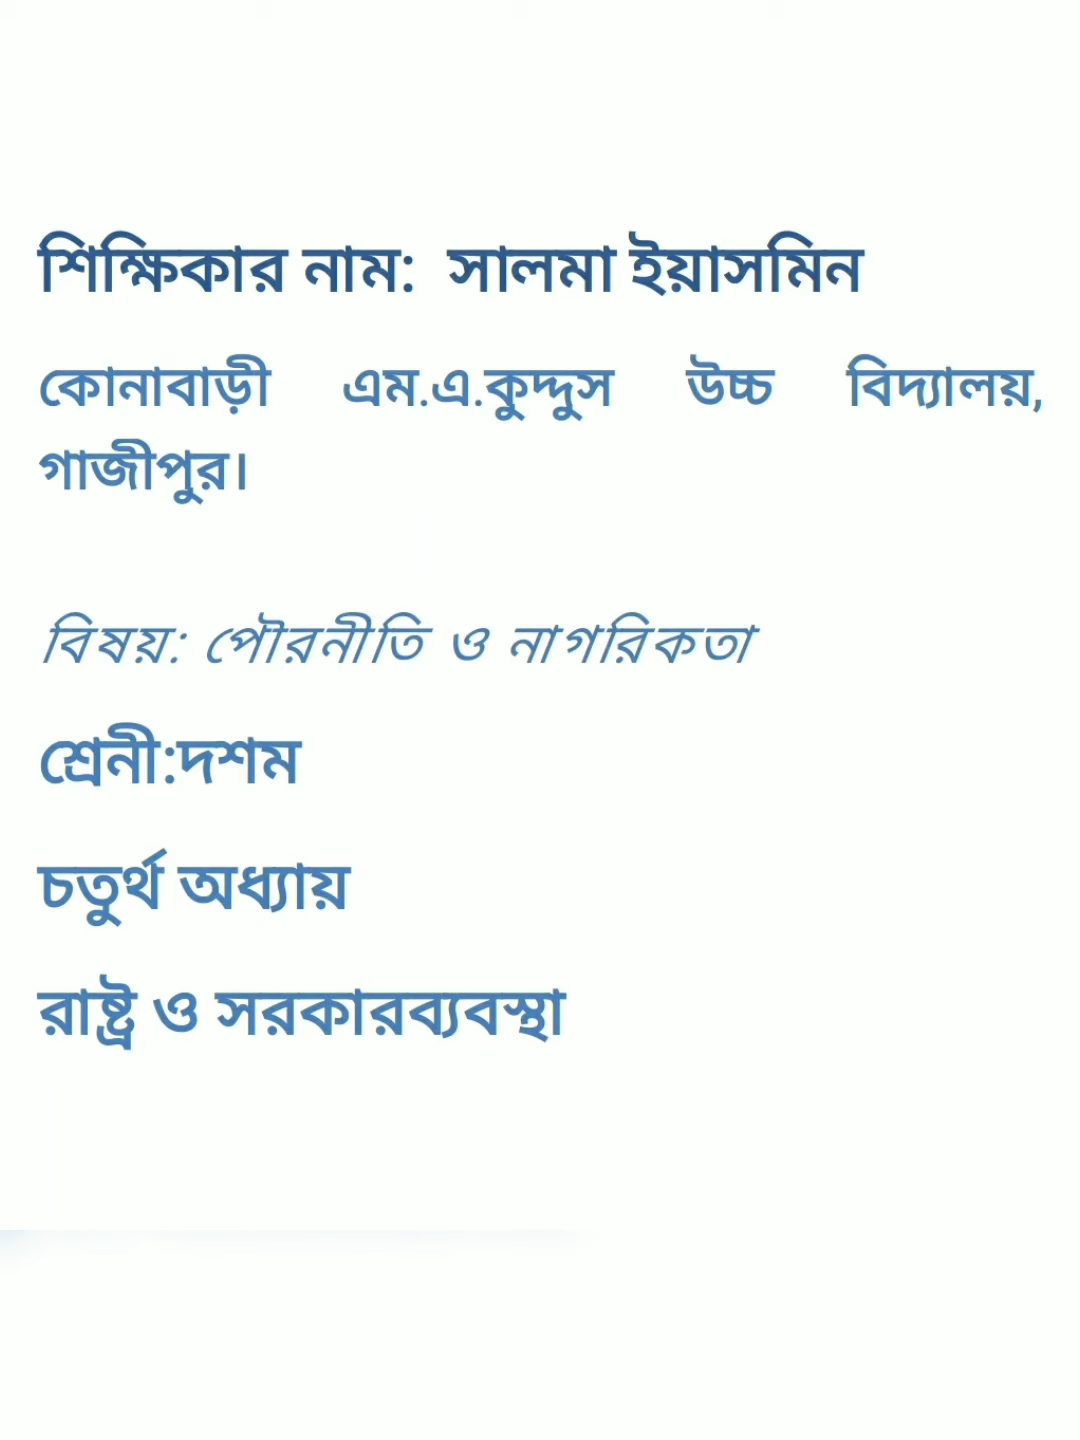 শিক্ষিকার নাম: সালমা ইয়াসমিন
কোনাবাড়ী এম.এ.কুদ্দুস উচ্চ বিদ্যালয়,
গাজীপুর।
বিষয়: পৌরনীতি ও নাগরিকতা
শ্রেনী:দশম
চতুর্থ অধ্যায়
রাষ্ট্র ও সরকারব্যবস্থা